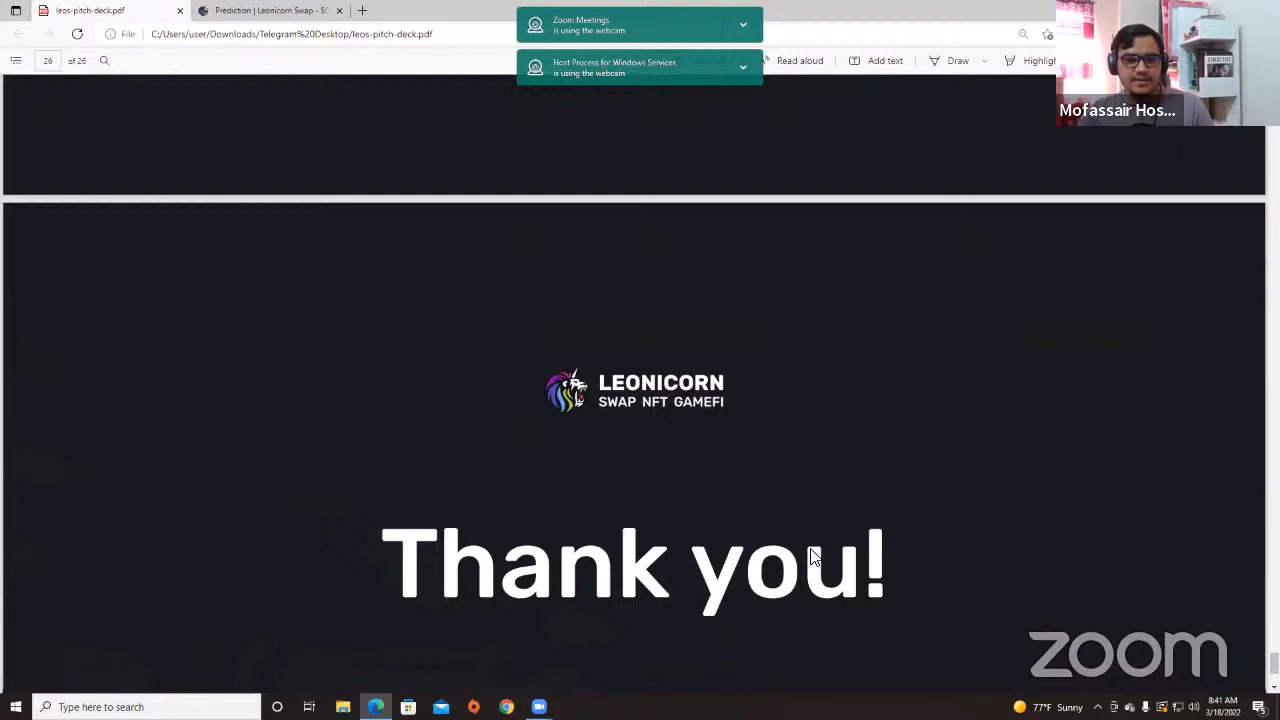 leos-pitch-deck.pdf
Prediction | Leonicorn Swap - $
File
C:/Users/user/Downloads/Telegram%20Desktop/leos-pitch-deck.pdf
Zoom Meetings
is using the webcam
26 of 26
Host Process for Windows Services
is using the webcam
Read aloud
Add text
Draw
Highligh
Mofassair Hos...
LEONICORN
SWAP NFT GAMEFI
Thank you!
zoom
Type here to search
77°F Sunny
8:41 AM
3/18/2022